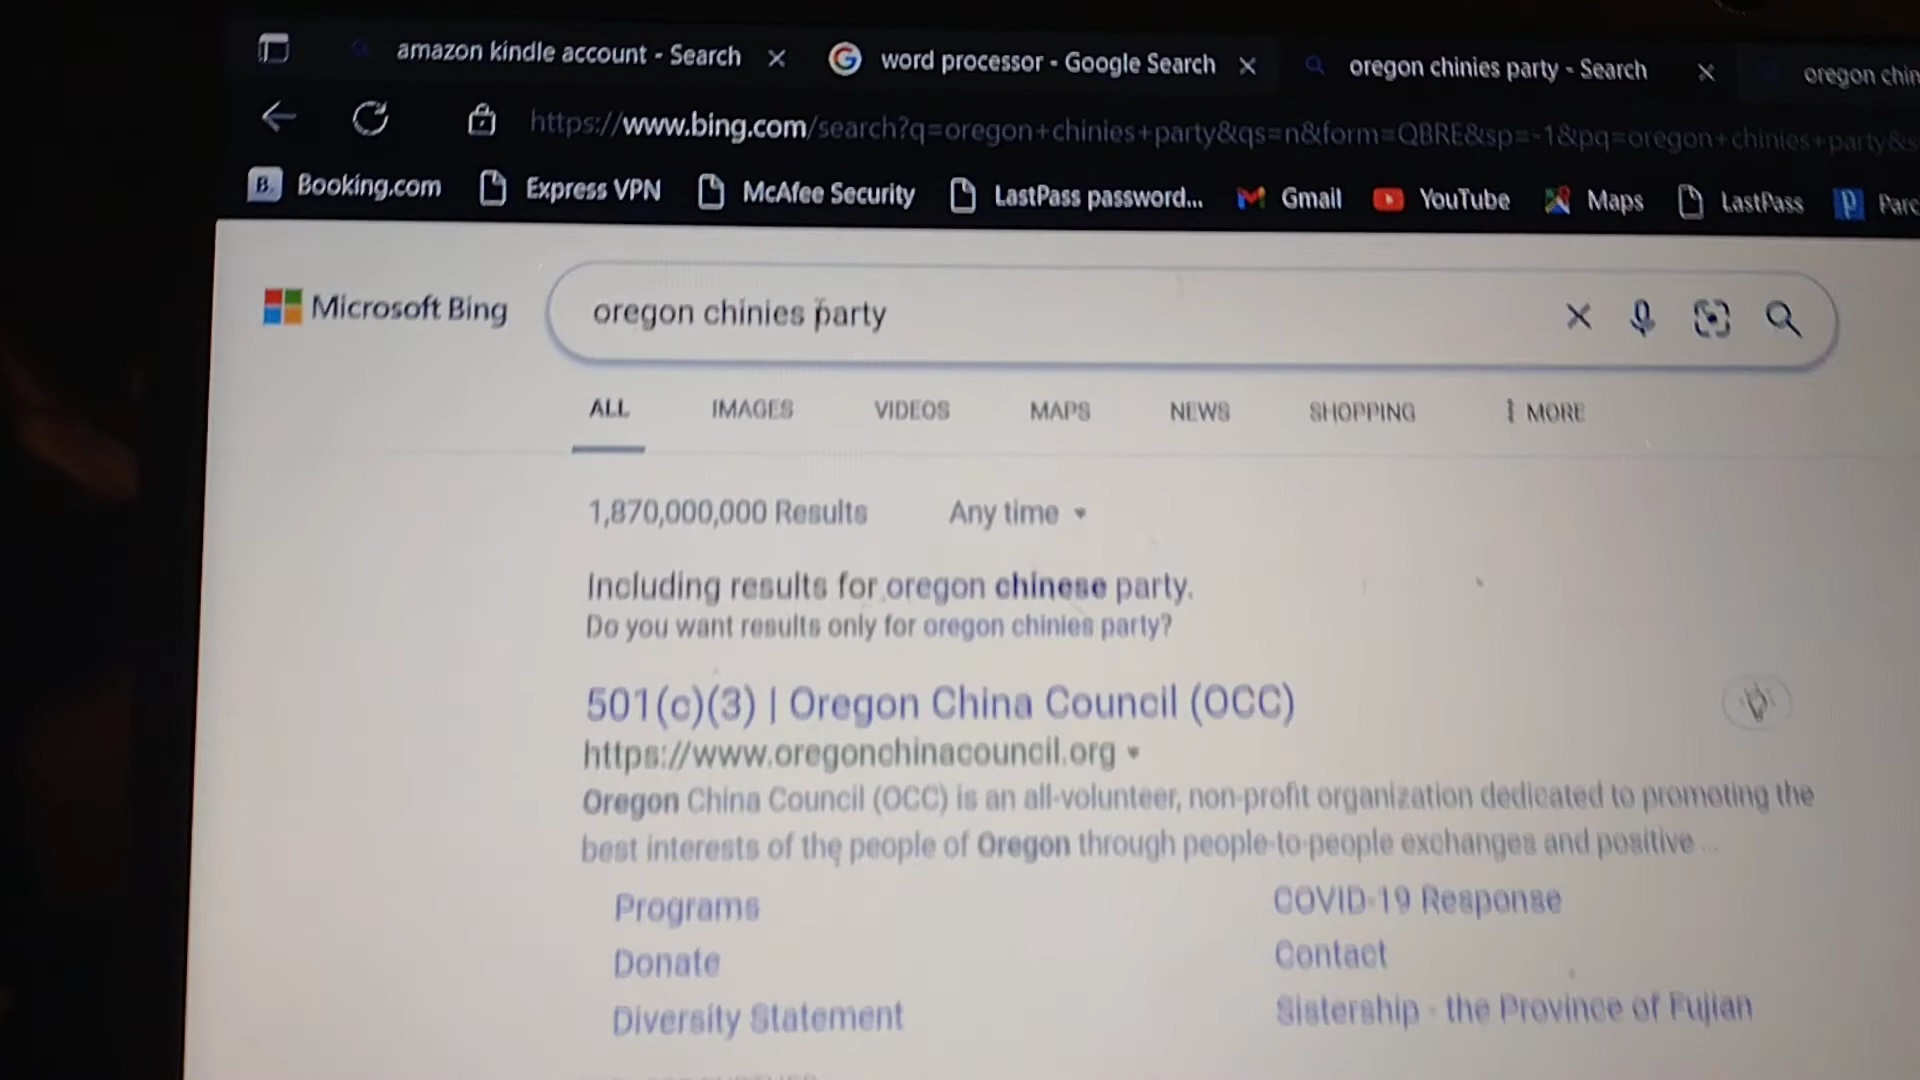 amazon kindle account - Search
word processor - Google Search
oregon chinies party - Search
oregon chin
https://www.bing.com/search?q=oregon+chinies+party&qs=n&form=QBRE&sp=-1&pq=oregon+chinies+party&s
B. Booking.com
Express VPN
McAfee Security
LastPass password...
Gmail
YouTube
Maps
LastPass
Parc
Microsoft Bing
oregon chinies party
ALL IMAGES VIDEOS MAPS NEWS SHOPPING MORE
1,870,000,000 Results Any time
Including results for oregon chinese party.
Do you want results only for oregon chinies party?
501(c)(3) | Oregon China Council (OCC)
https://www.oregonchinacouncil.org
Oregon China Council (OCC) is an all-volunteer, non-profit organization dedicated to promoting the
best interests of the people of Oregon through people-to-people exchanges and positive ...
Programs
COVID-19 Response
Donate
Contact
Diversity Statement
Sistership - the Province of Fujian